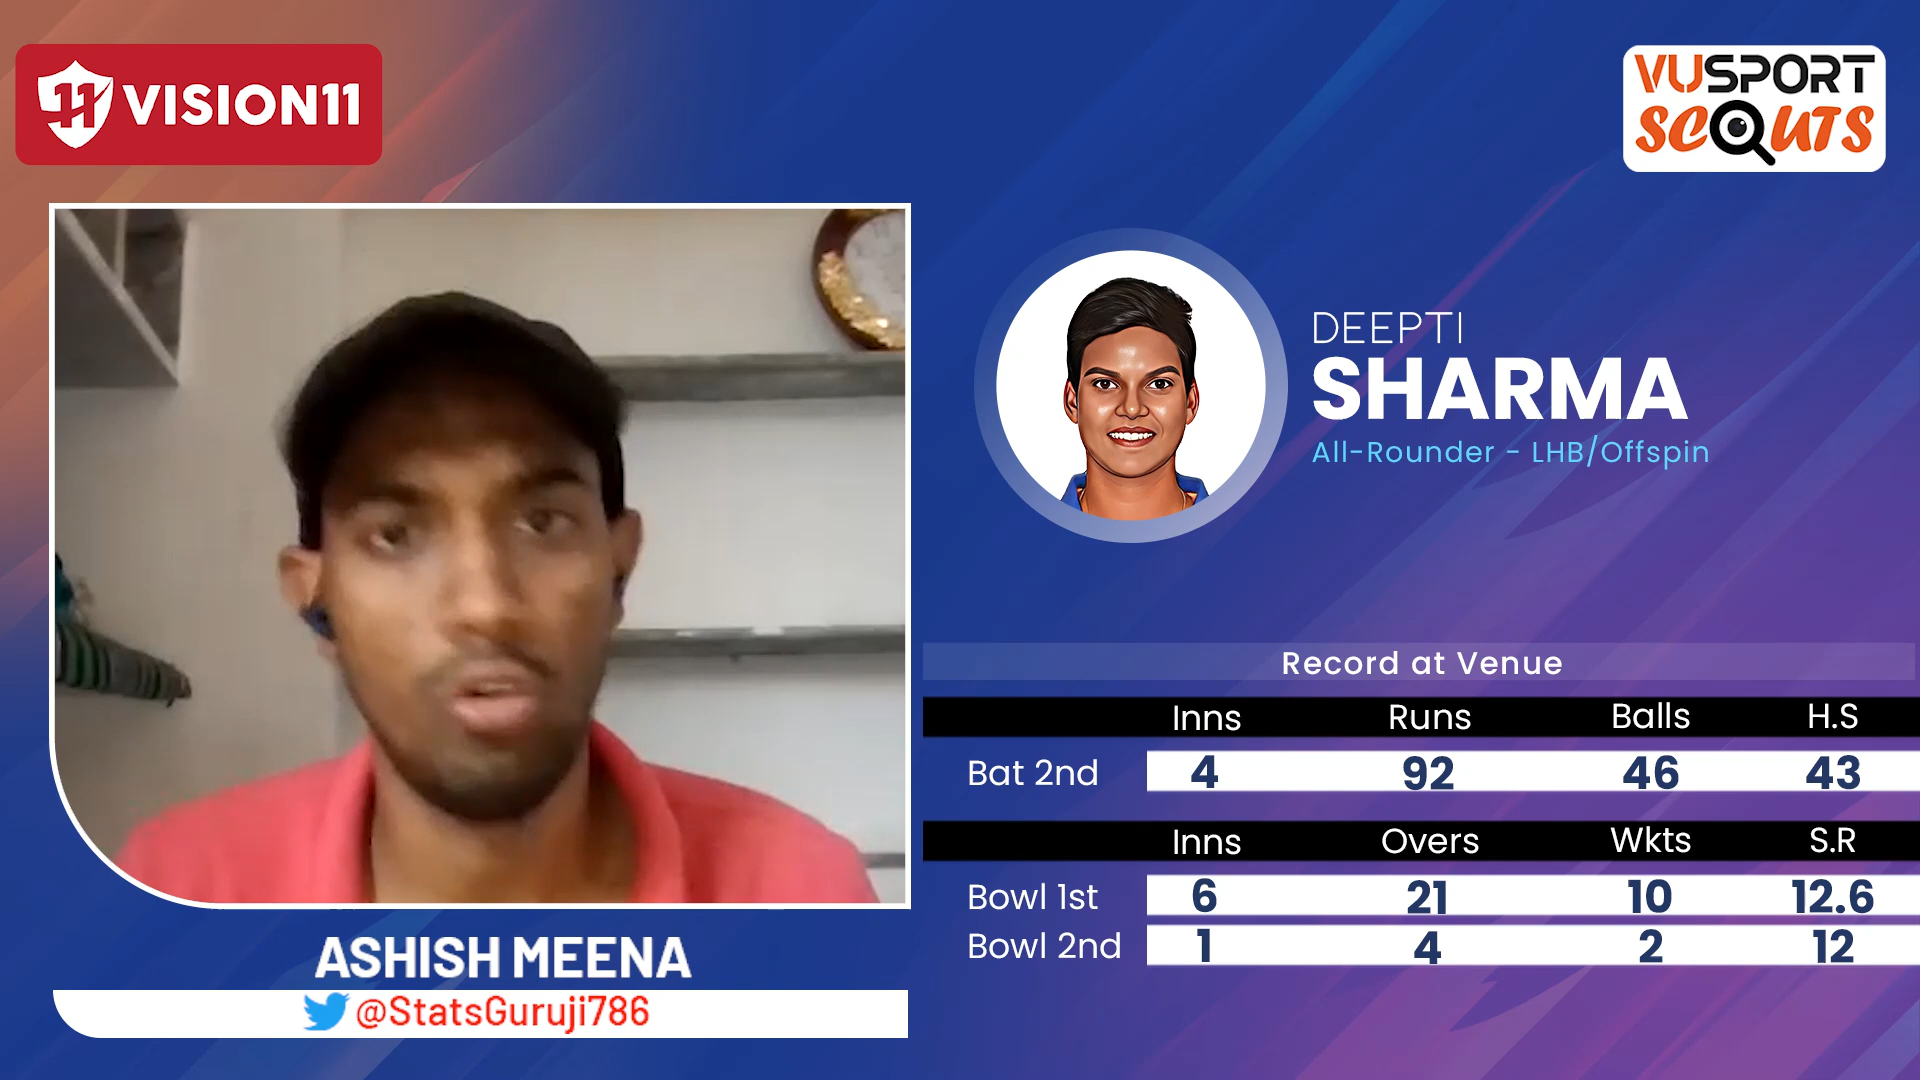 11 VISION11
VUSPORT
SCOUTS
DEEPTI
SHARMA
All-Rounder - LHB/Offspin
Record at Venue
Inns Runs Balls H.S
Bat 2nd 4 92 46 43
Inns Overs Wkts S.R
Bowl 1st 6 21 10 12.6
Bowl 2nd 1 4 2 12
ASHISH MEENA
@StatsGuruji786